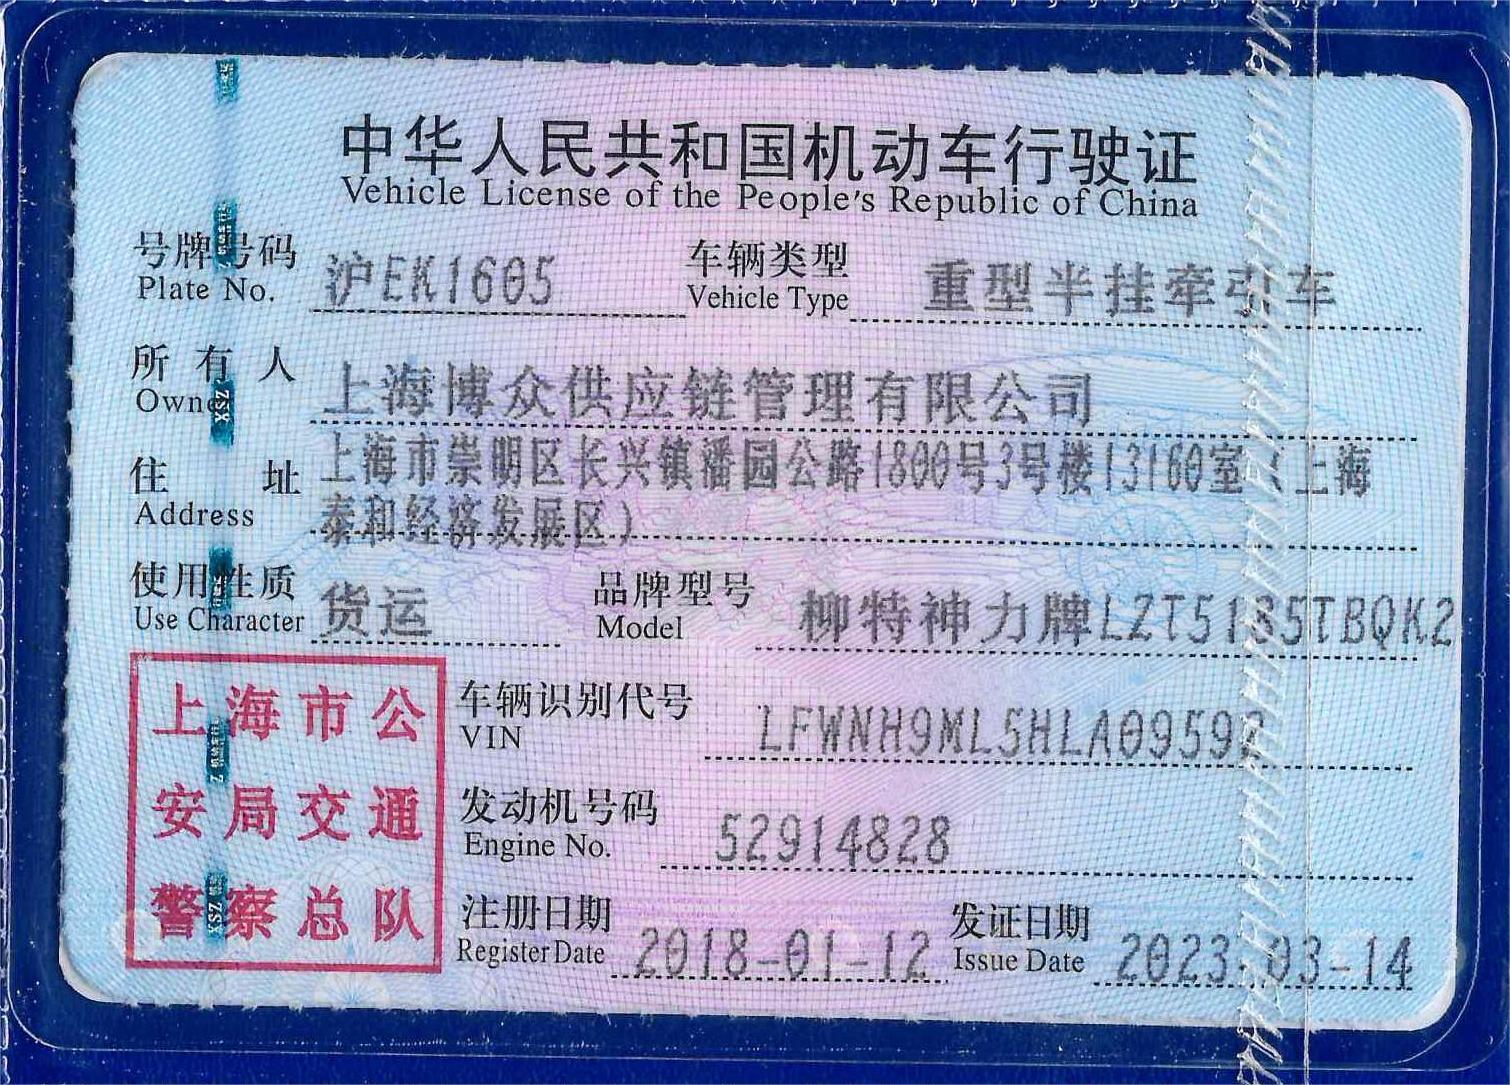 中华人民共和国机动车行驶证
Vehicle License of the People's Republic of China
号牌号码 沪EK1605 车辆类型 重型半挂牵引车
Plate No. Vehicle Type
所有人 上海博众供应链管理有限公司
Owner
住址 上海市崇明区长兴镇潘园公路1800号3号楼13160室（上海
Address 泰和经济发展区）
使用性质 货运 品牌型号 柳特神力牌LZT5185TBQK2
Use Character Model
上海市公
安局交通
警察总队
车辆识别代号 LFWNH9ML5HLA09592
VIN
发动机号码 52914828
Engine No.
注册日期 2018-01-12 发证日期 2023-03-14
Register Date Issue Date